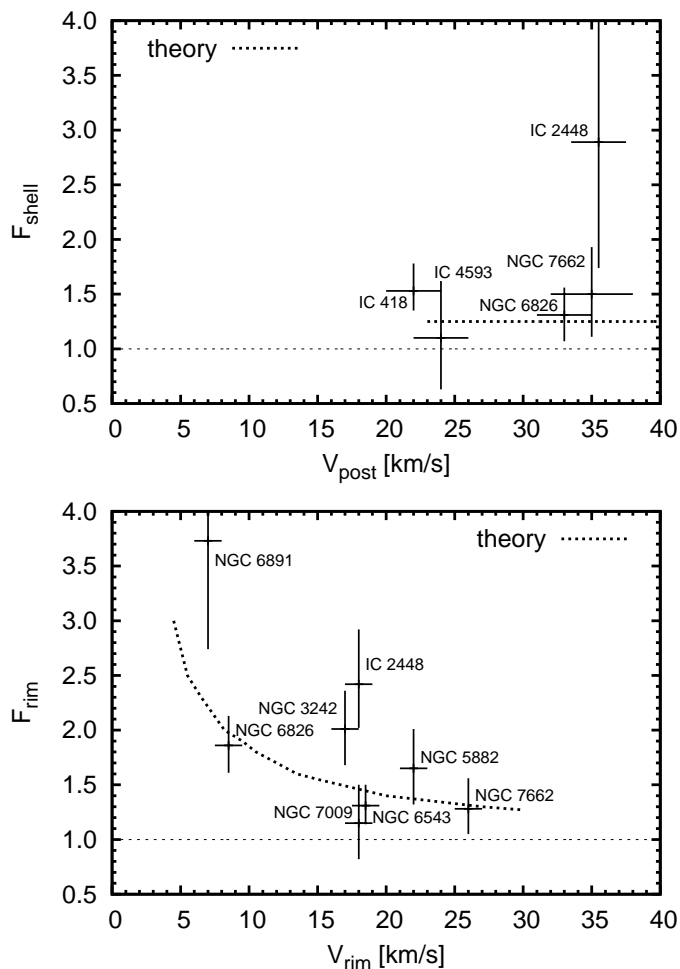 4.0
theory
3.5
3.0
IC 2448
2.5
F_shell
2.0
NGC 7662
IC 4593
1.5
IC 418
NGC 6826
1.0
0.5
0 5 10 15 20 25 30 35 40
V_post [km/s]
4.0
theory
3.5
NGC 6891
3.0
2.5
IC 2448
F_rim
NGC 3242
2.0
NGC 6826
NGC 5882
1.5
NGC 7662
NGC 7009
NGC 6543
1.0
0.5
0 5 10 15 20 25 30 35 40
V_rim [km/s]